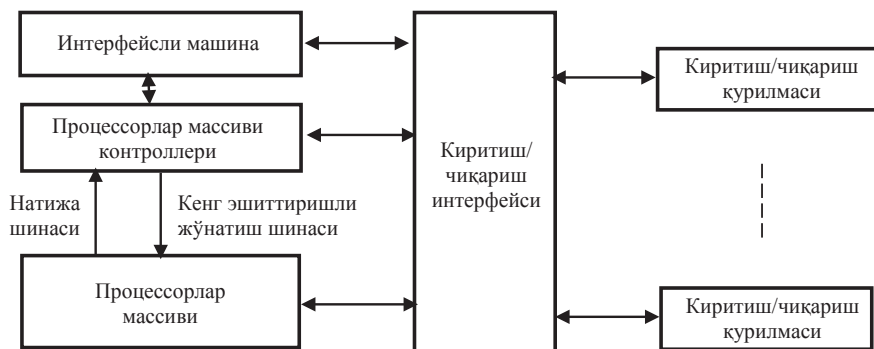 Интерфейсли машина
Процессорлар массиви
контроллери
Натижа
шинаси
Кенг эшиттиришли
жўнатиш шинаси
Процессорлар
массиви
Киритиш/
чиқариш
интерфейси
Киритиш/чиқариш
қурилмаси
Киритиш/чиқариш
қурилмаси